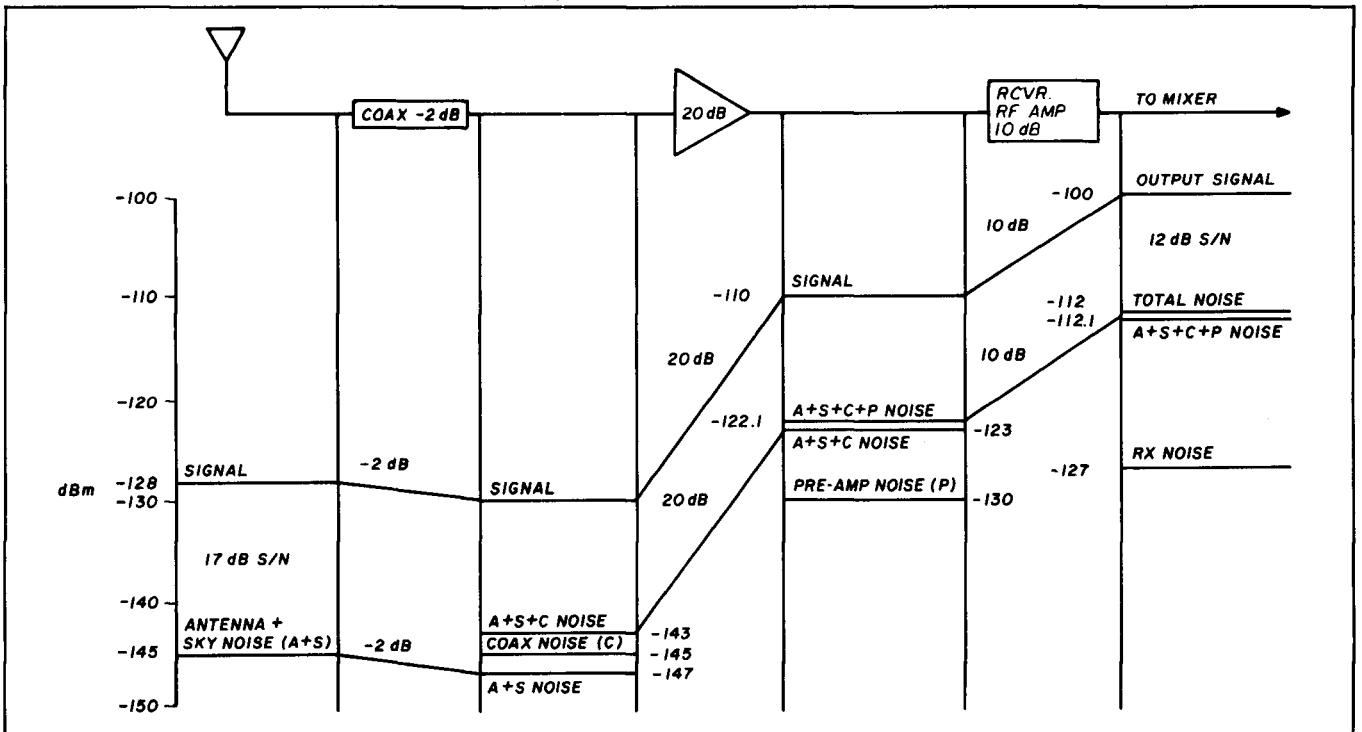 COAX -2 dB
20 dB
RCVR.
RF AMP
10 dB
TO MIXER
-100
-110
-120
-128
-130
-140
-145
-150
dBm
SIGNAL
17 dB S/N
ANTENNA +
SKY NOISE (A+S)
-2 dB
-2 dB
SIGNAL
A+S+C NOISE
COAX NOISE (C)
A+S NOISE
-143
-145
-147
20 dB
20 dB
-110
-122.1
SIGNAL
A+S+C+P NOISE
A+S+C NOISE
PRE-AMP NOISE (P)
-123
-130
10 dB
10 dB
-100
-112
-112.1
-127
OUTPUT SIGNAL
12 dB S/N
TOTAL NOISE
A+S+C+P NOISE
RX NOISE